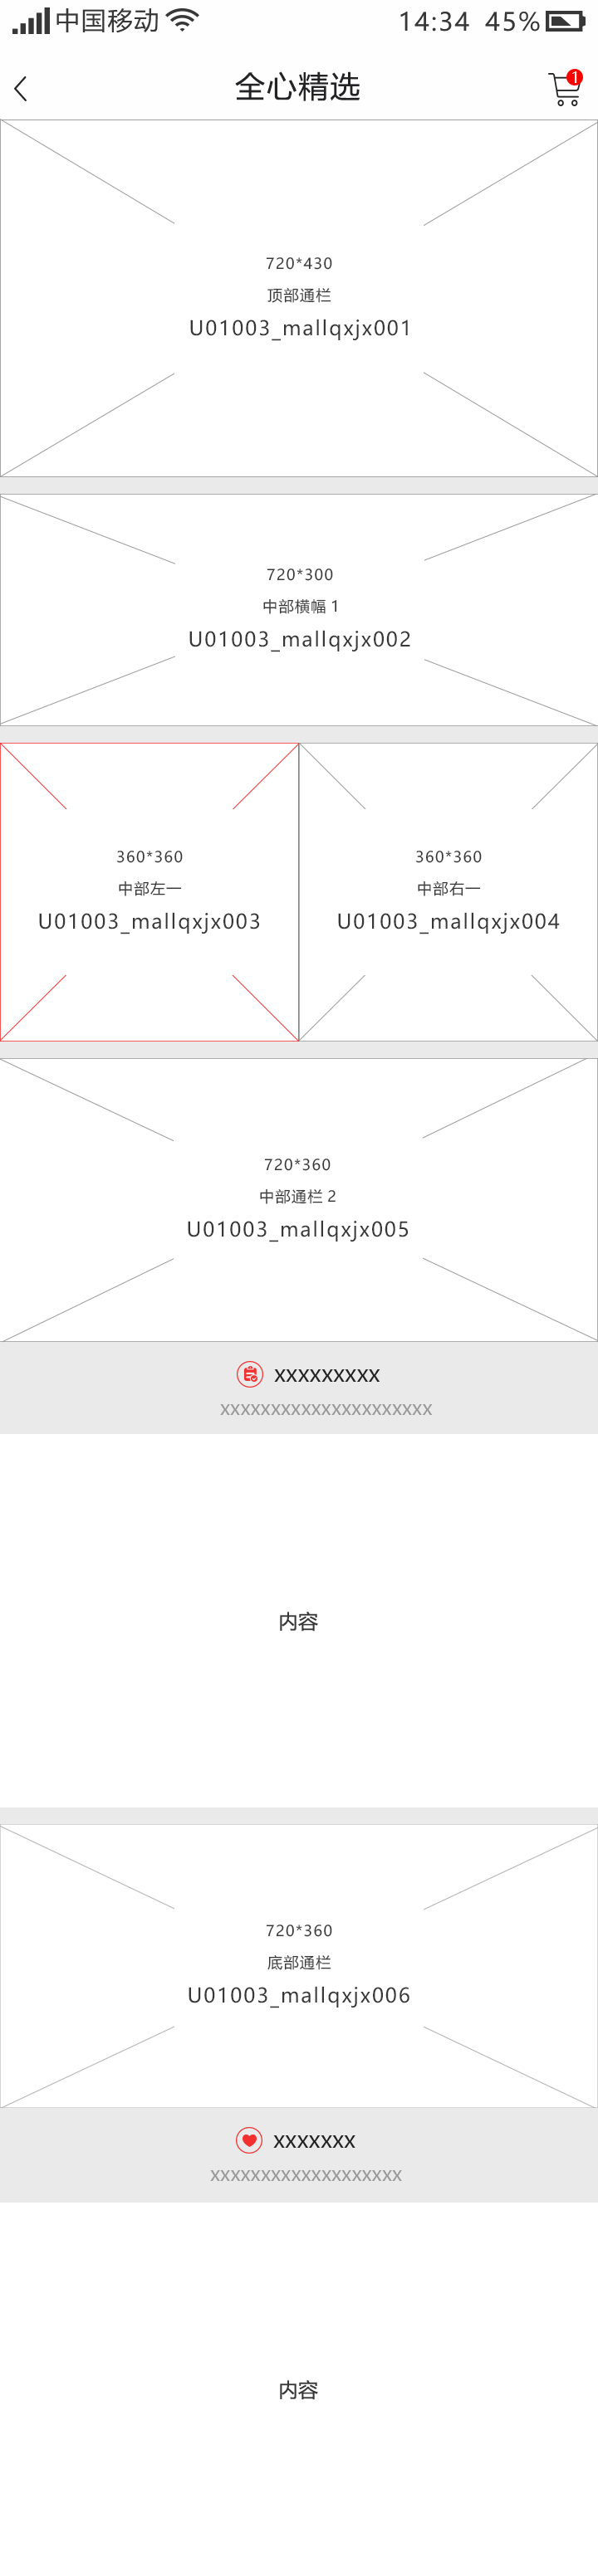 中国移动 14:34 45%
全心精选 1
720*430
顶部通栏
U01003_mallqxjx001
720*300
中部横幅 1
U01003_mallqxjx002
360*360
中部左一
U01003_mallqxjx003
360*360
中部右一
U01003_mallqxjx004
720*360
中部通栏 2
U01003_mallqxjx005
xxxxxxxxx
xxxxxxxxxxxxxxxxxxxxx
内容
720*360
底部通栏
U01003_mallqxjx006
xxxxxxx
xxxxxxxxxxxxxxxxxxx
内容